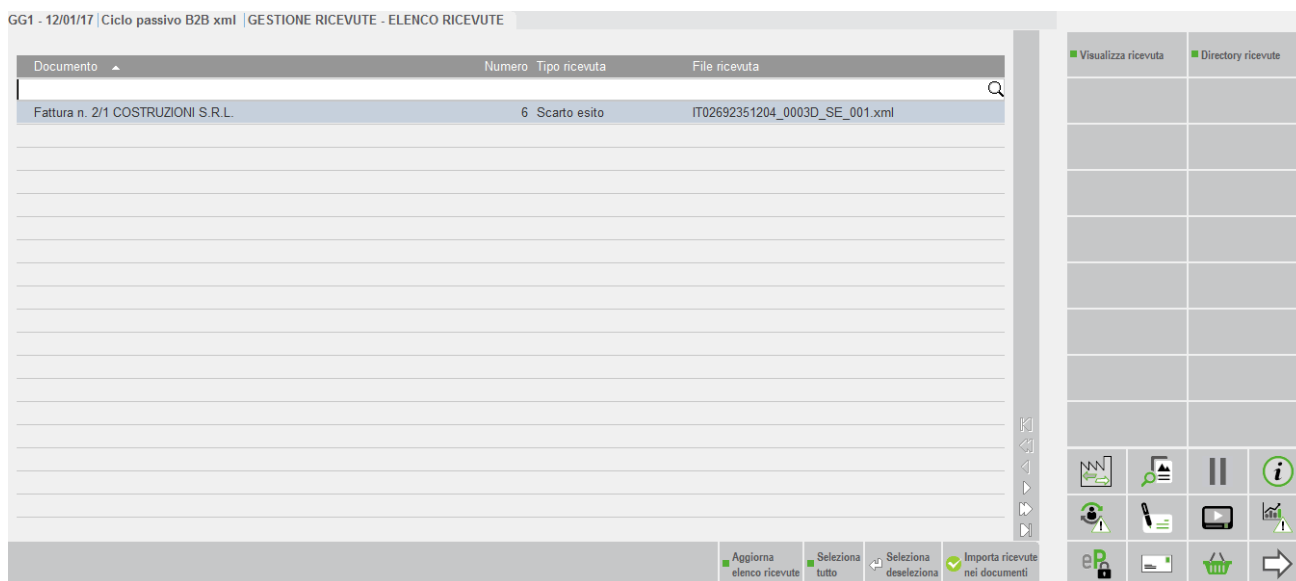 GG1 - 12/01/17 Ciclo passivo B2B xml GESTIONE RICEVUTE - ELENCO RICEVUTE
Visualizza ricevuta Directory ricevute
Documento Numero Tipo ricevuta File ricevuta
Fattura n. 2/1 COSTRUZIONI S.R.L. 6 Scarto esito IT02692351204_0003D_SE_001.xml
Aggiorna elenco ricevute
Seleziona tutto
Seleziona deseleziona
Importa ricevute nei documenti